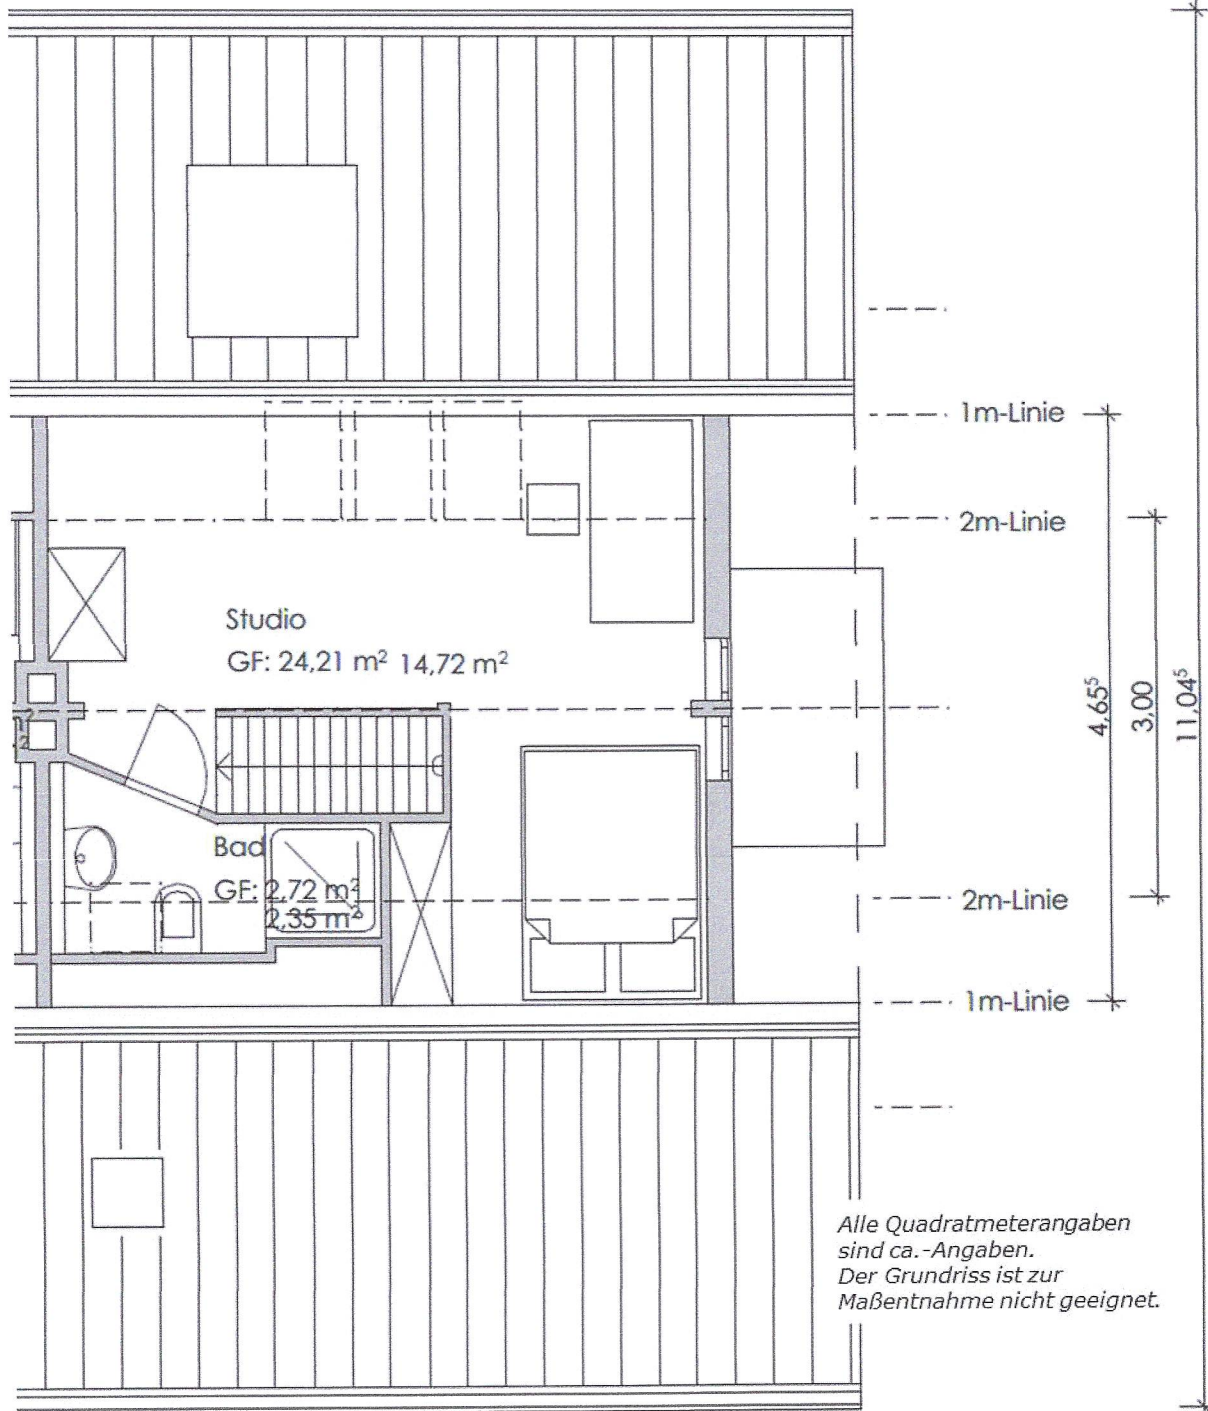 1m-Linie
2m-Linie
Studio
GF: 24,21 m² 14,72 m²
4,65⁵
3,00
11,04⁵
Bad
GF: 2,72 m²
2,35 m²
2m-Linie
1m-Linie
Alle Quadratmeterangaben
sind ca.-Angaben.
Der Grundriss ist zur
Maßentnahme nicht geeignet.